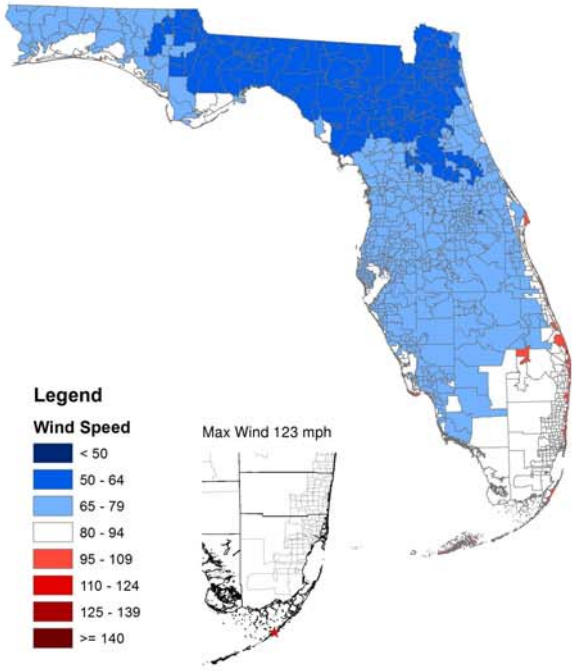 Legend
Wind Speed
< 50
50 - 64
65 - 79
80 - 94
95 - 109
110 - 124
125 - 139
>= 140
Max Wind 123 mph